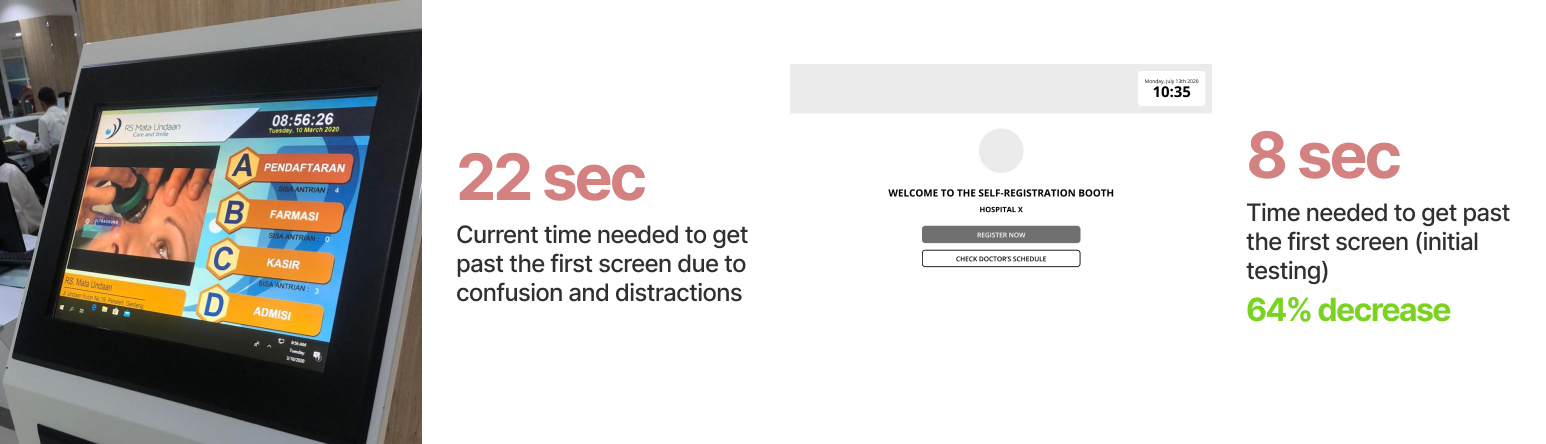 RS Mata Undaan
Care and Smile
08:56:26
Tuesday, 10 March 2020
A PENDAFTARAN
SISA ANTRIAN : 4
B FARMASI
SISA ANTRIAN : 0
C KASIR
SISA ANTRIAN : 3
D ADMISI
RS. Mata Undaan
8:56 AM
Tuesday
3/10/2020
22 sec
Current time needed to get
past the first screen due to
confusion and distractions
Monday, july 13th 2026
10:35
WELCOME TO THE SELF-REGISTRATION BOOTH
HOSPITAL X
REGISTER NOW
CHECK DOCTOR'S SCHEDULE
8 sec
Time needed to get past
the first screen (initial
testing)
64% decrease